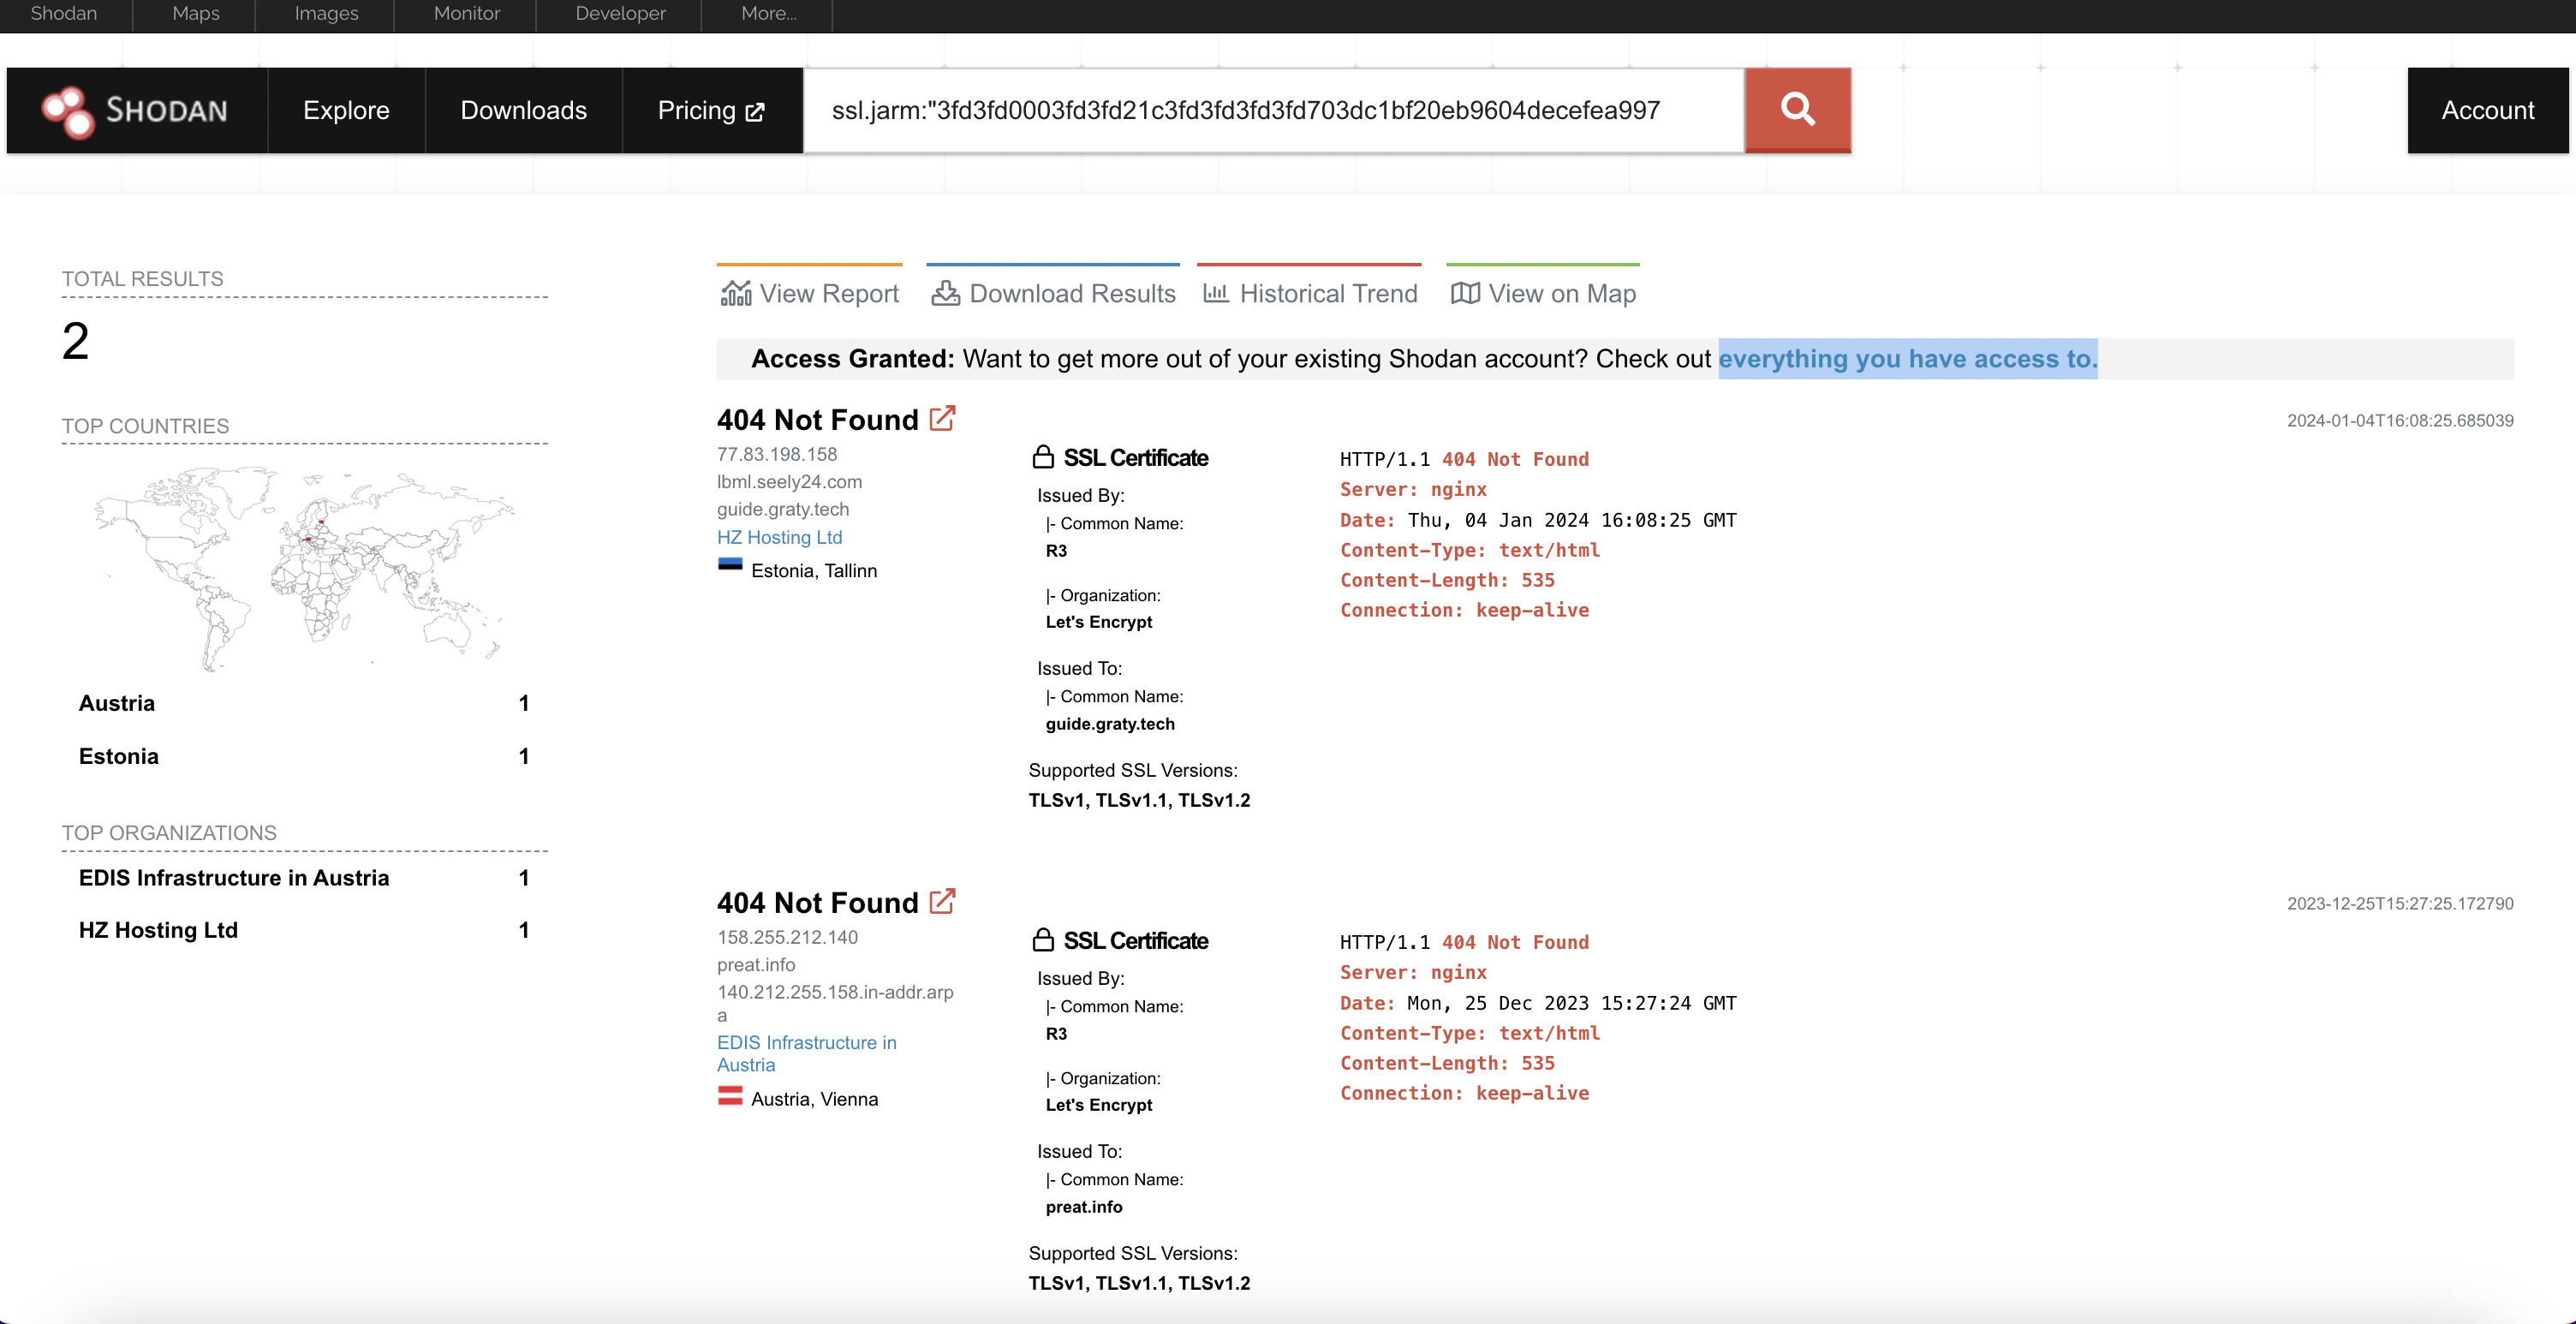 Shodan
Maps
Images
Monitor
Developer
More...
SHODAN
Explore
Downloads
Pricing
ssl.jarm:"3fd3fd0003fd3fd21c3fd3fd3fd3fd703dc1bf20eb9604decefea997
Account
TOTAL RESULTS
2
TOP COUNTRIES
Austria 1
Estonia 1
TOP ORGANIZATIONS
EDIS Infrastructure in Austria 1
HZ Hosting Ltd 1
View Report
Download Results
Historical Trend
View on Map
Access Granted: Want to get more out of your existing Shodan account? Check out everything you have access to.
404 Not Found
2024-01-04T16:08:25.685039
77.83.198.158
lbml.seely24.com
guide.graty.tech
HZ Hosting Ltd
Estonia, Tallinn
SSL Certificate
Issued By:
|- Common Name:
R3
|- Organization:
Let's Encrypt
Issued To:
|- Common Name:
guide.graty.tech
Supported SSL Versions:
TLSv1, TLSv1.1, TLSv1.2
HTTP/1.1 404 Not Found
Server: nginx
Date: Thu, 04 Jan 2024 16:08:25 GMT
Content-Type: text/html
Content-Length: 535
Connection: keep-alive
404 Not Found
2023-12-25T15:27:25.172790
158.255.212.140
preat.info
140.212.255.158.in-addr.arp
a
EDIS Infrastructure in
Austria
Austria, Vienna
SSL Certificate
Issued By:
|- Common Name:
R3
|- Organization:
Let's Encrypt
Issued To:
|- Common Name:
preat.info
Supported SSL Versions:
TLSv1, TLSv1.1, TLSv1.2
HTTP/1.1 404 Not Found
Server: nginx
Date: Mon, 25 Dec 2023 15:27:24 GMT
Content-Type: text/html
Content-Length: 535
Connection: keep-alive